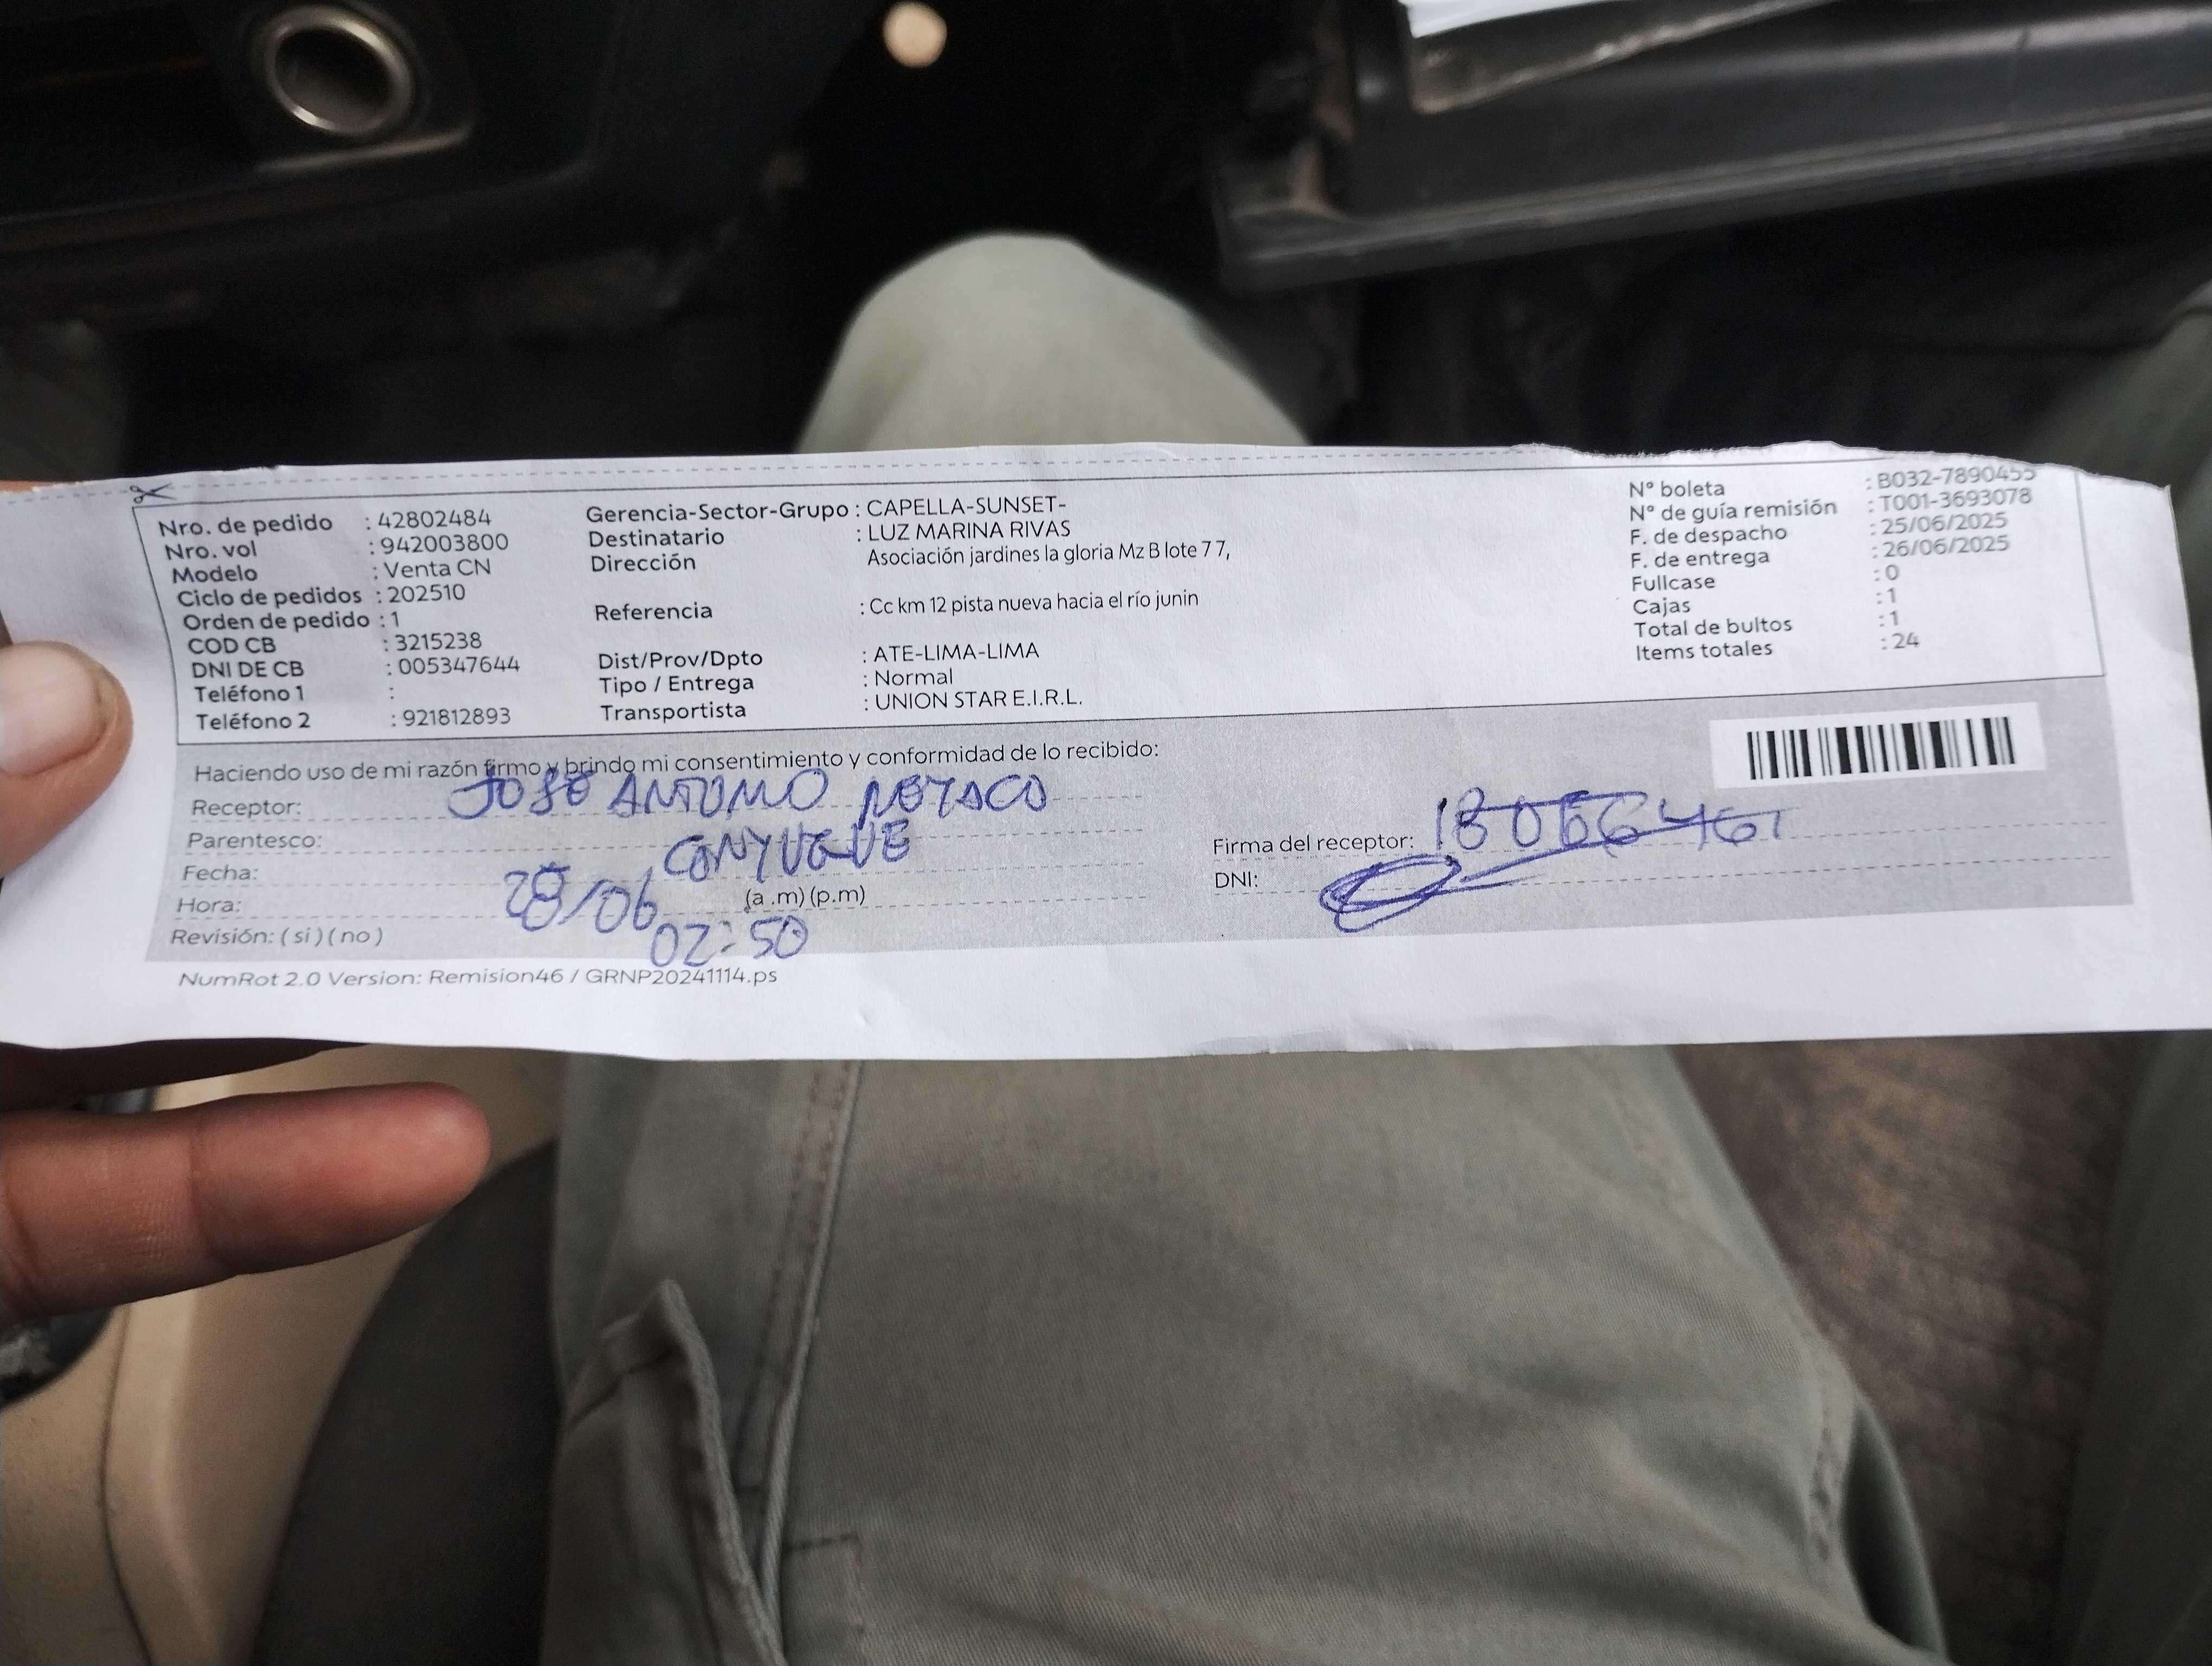 Nro. de pedido : 42802484
Nro. vol : 942003800
Modelo : Venta CN
Ciclo de pedidos : 202510
Orden de pedido : 1
COD CB : 3215238
DNI DE CB : 005347644
Teléfono 1 :
Teléfono 2 : 921812893
Gerencia-Sector-Grupo : CAPELLA-SUNSET-
Destinatario : LUZ MARINA RIVAS
Dirección Asociación jardines la gloria Mz B lote 7 7,
Referencia : Cc km 12 pista nueva hacia el río junin
Dist/Prov/Dpto : ATE-LIMA-LIMA
Tipo / Entrega : Normal
Transportista : UNION STAR E.I.R.L.
N° boleta : B032-7890455
N° de guía remisión : T001-3693078
F. de despacho : 25/06/2025
F. de entrega : 26/06/2025
Fullcase : 0
Cajas : 1
Total de bultos : 1
Items totales : 24
Haciendo uso de mi razón firmo y brindo mi consentimiento y conformidad de lo recibido:
Receptor: JOSE ANTONIO
Parentesco: CONYUGUE
Fecha: 28/06
Hora: 02:50 (a .m) (p.m)
Revisión: ( si ) ( no )
Firma del receptor:
DNI:
NumRot 2.0 Version: Remision46 / GRNP20241114.ps